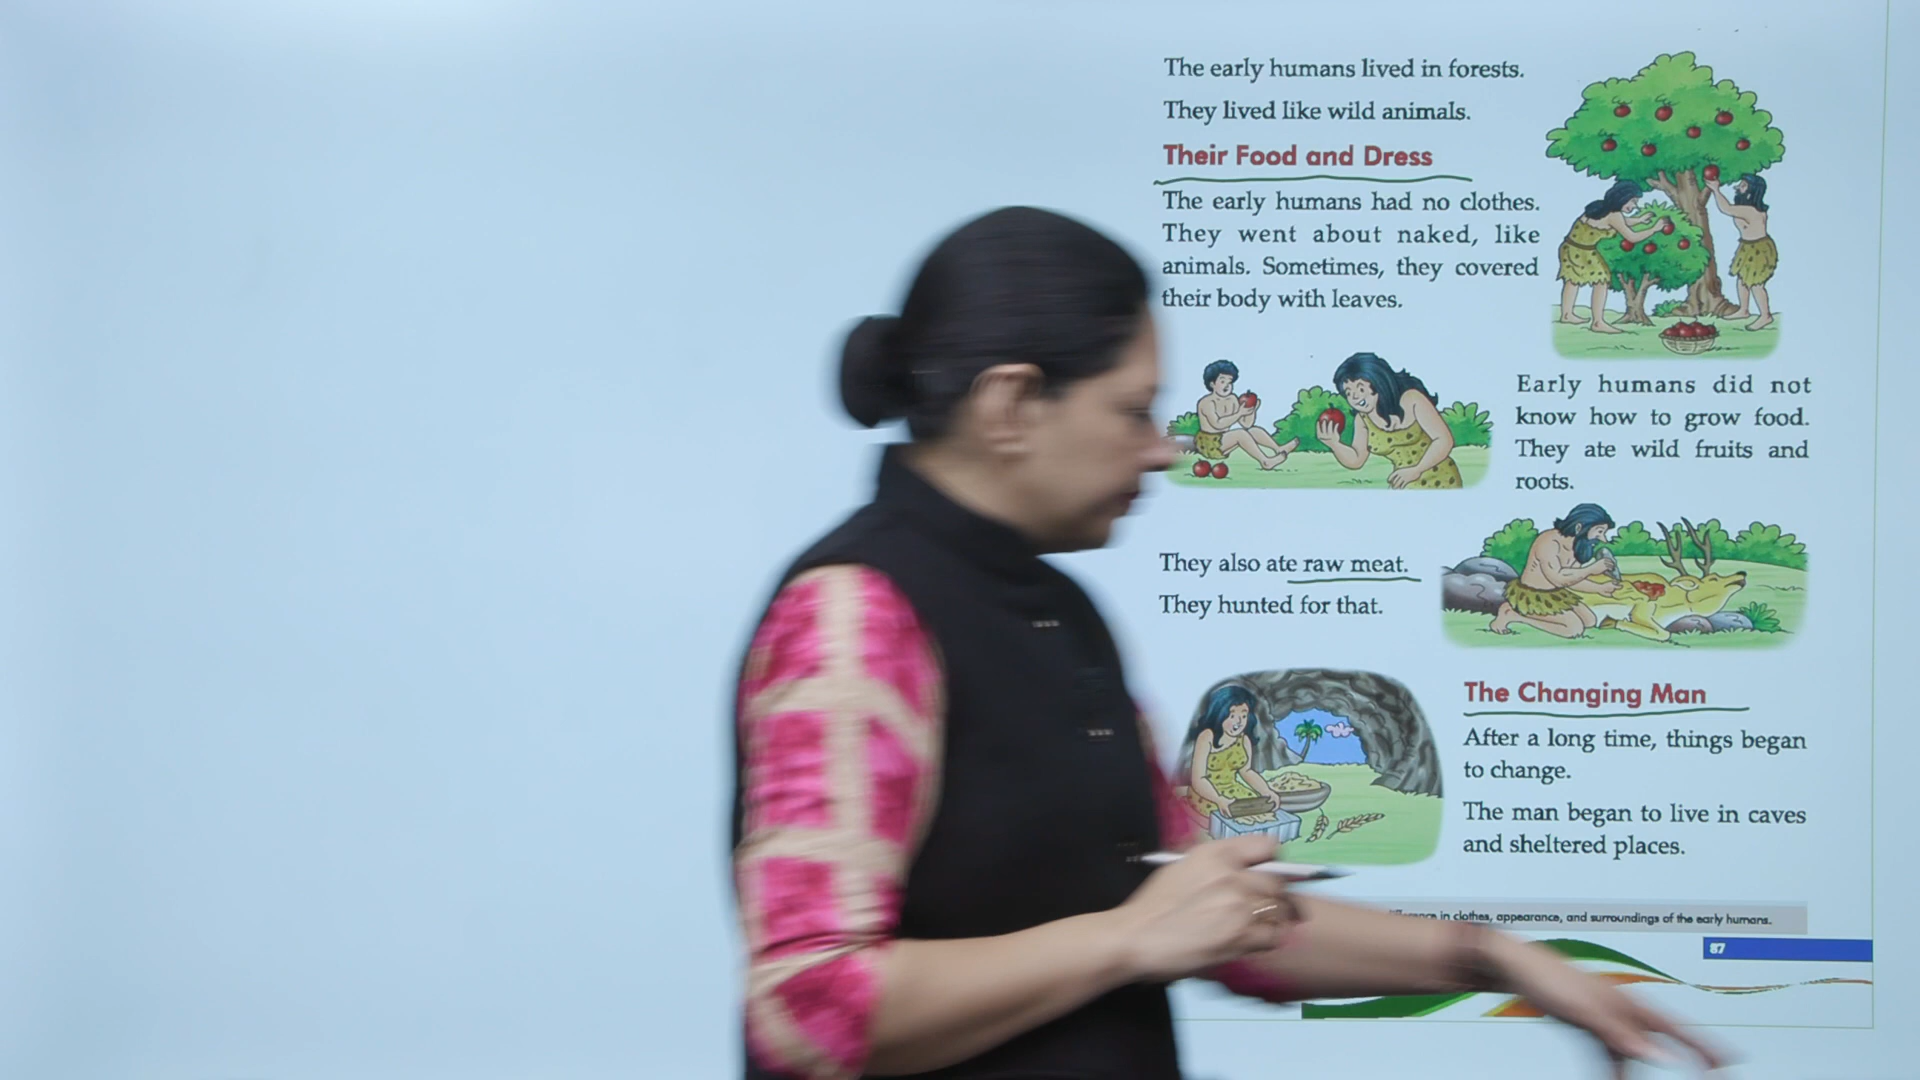 The early humans lived in forests.
They lived like wild animals.
Their Food and Dress
The early humans had no clothes.
They went about naked, like
animals. Sometimes, they covered
their body with leaves.
Early humans did not
know how to grow food.
They ate wild fruits and
roots.
They also ate raw meat.
They hunted for that.
The Changing Man
After a long time, things began
to change.
The man began to live in caves
and sheltered places.
in clothes, appearance, and surroundings of the early humans.
87